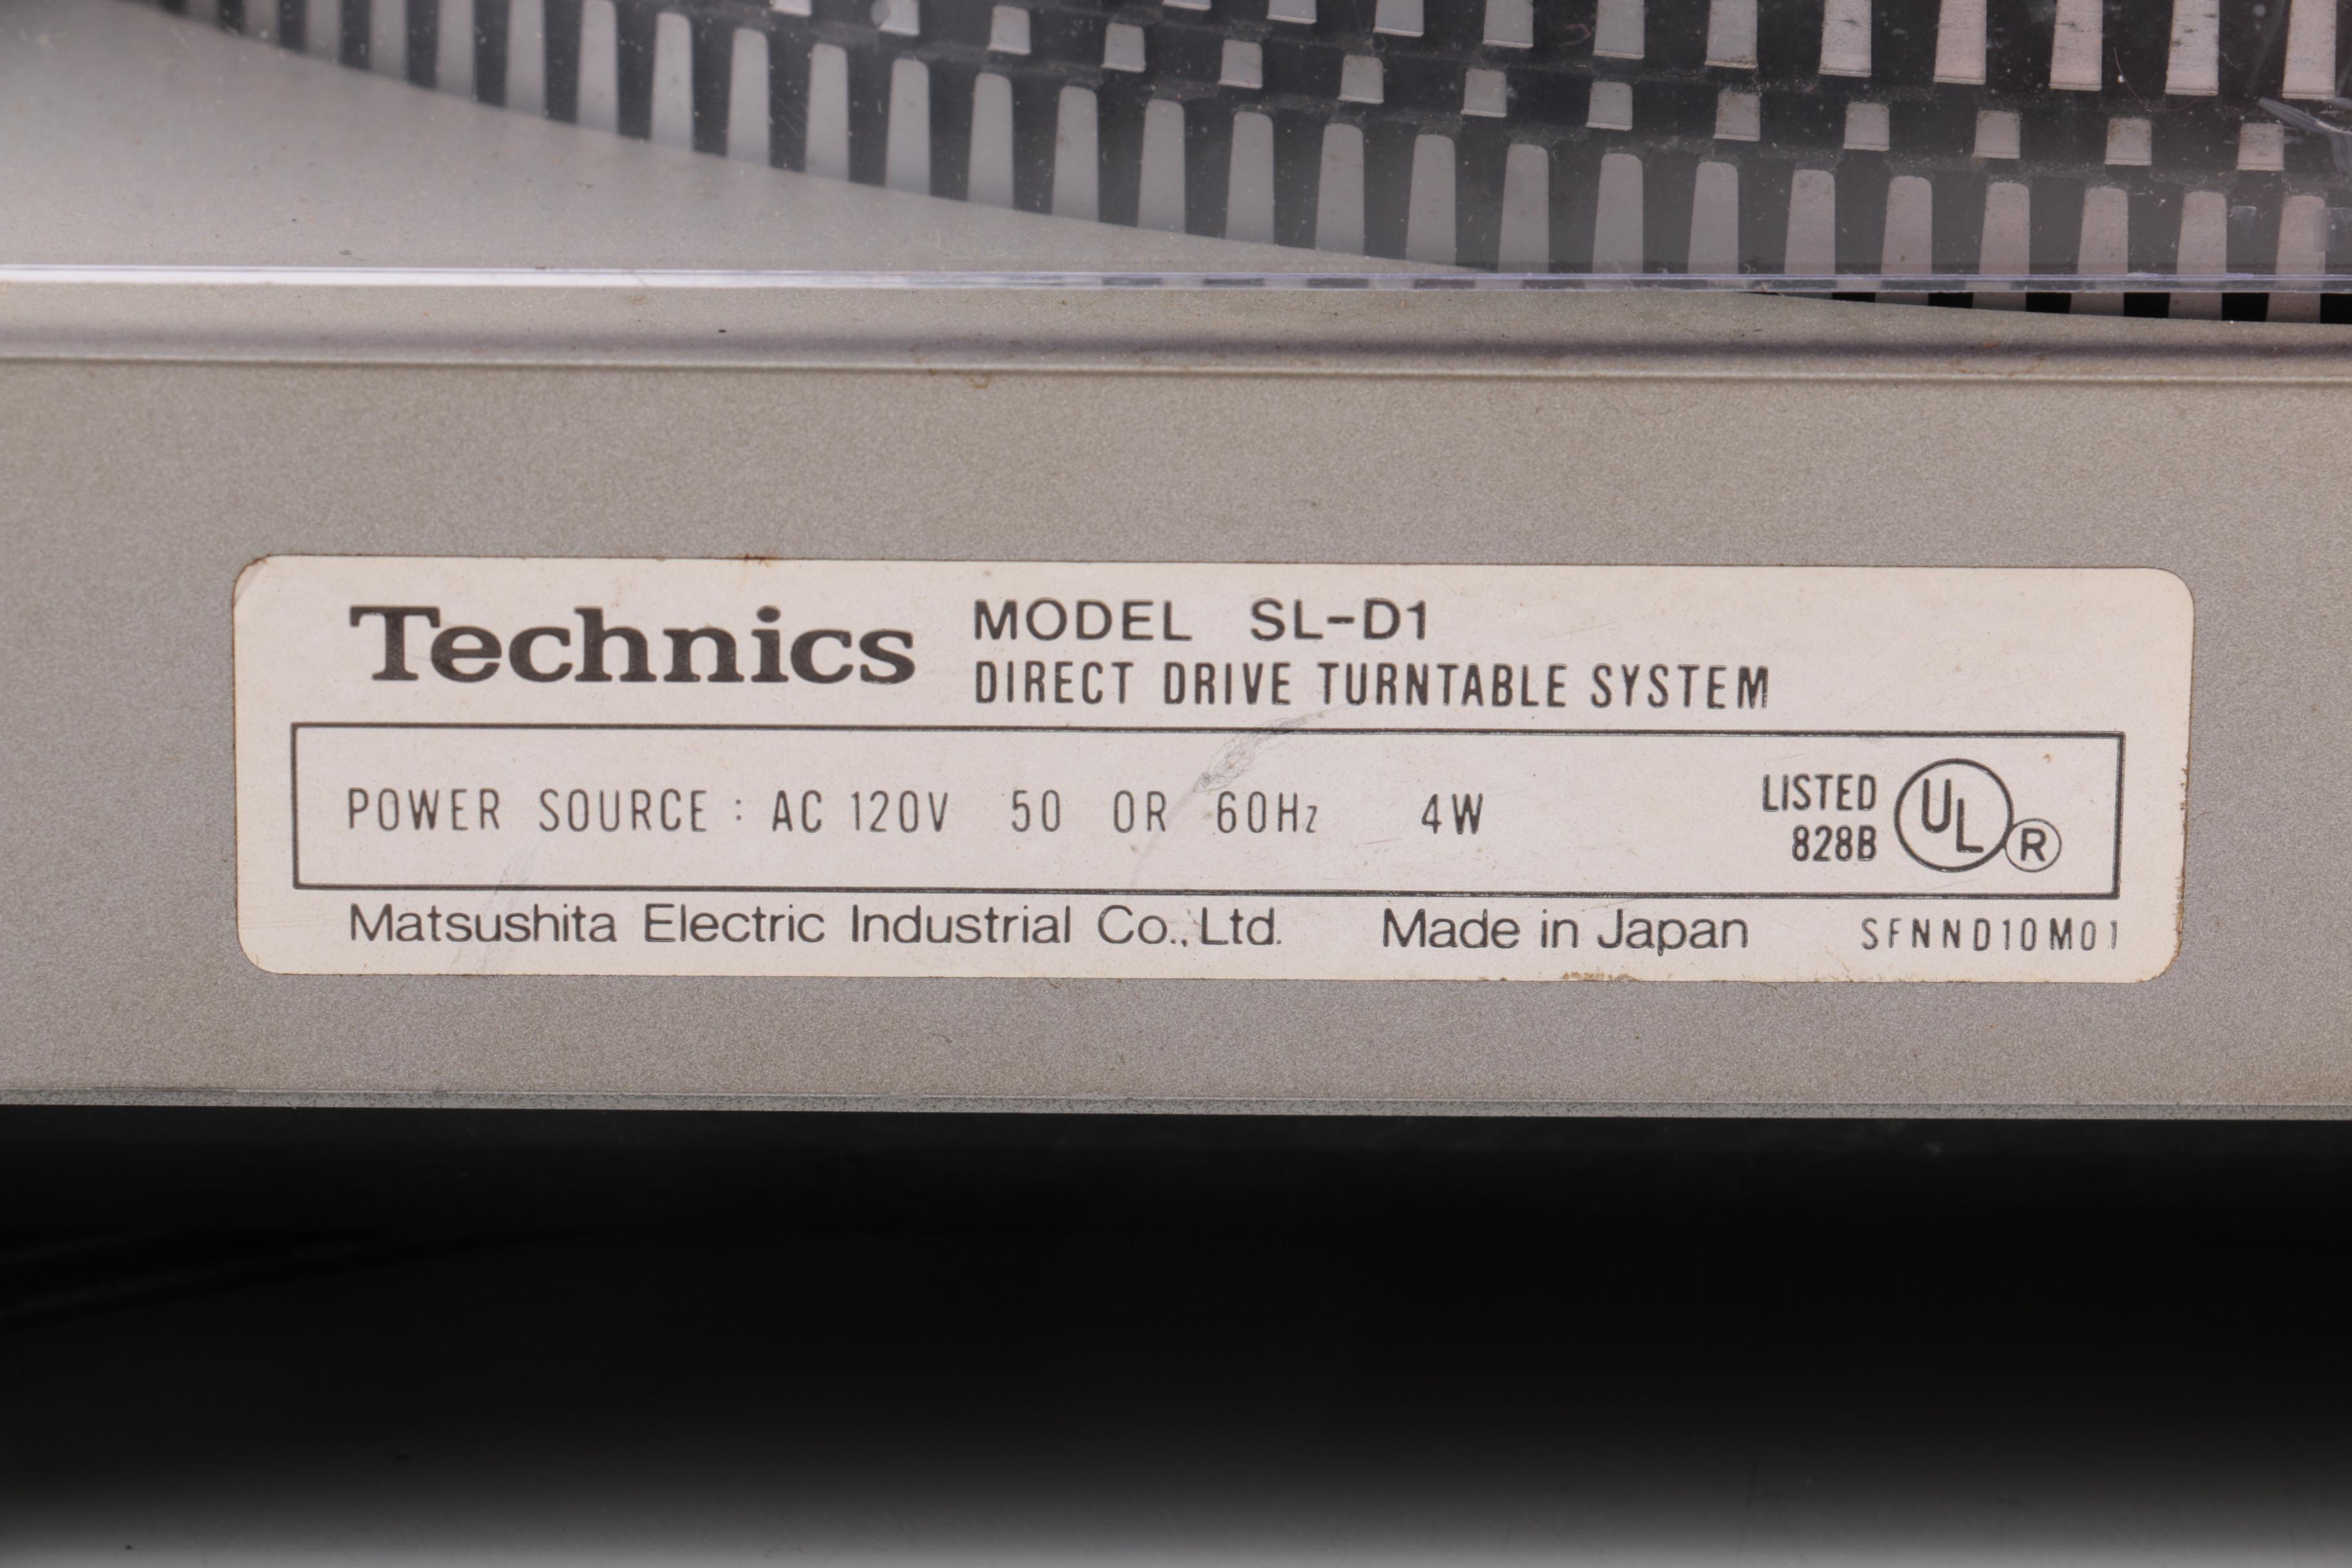 Technics MODEL SL-D1
DIRECT DRIVE TURNTABLE SYSTEM
POWER SOURCE : AC 120V 50 OR 60Hz 4W
LISTED
828B
UL R
Matsushita Electric Industrial Co., Ltd. Made in Japan SFNND10M01